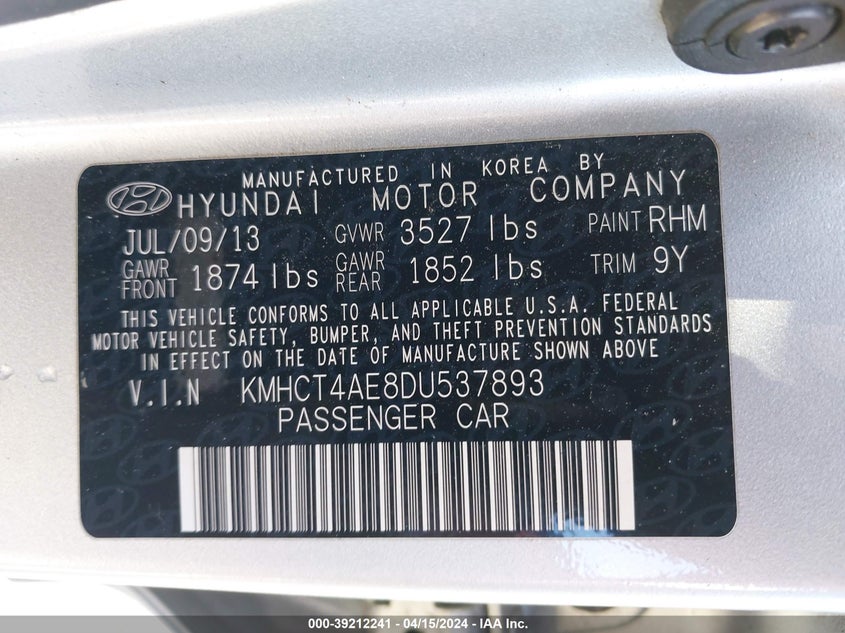 MANUFACTURED IN KOREA BY
HYUNDAI MOTOR COMPANY
JUL/09/13 GVWR 3527 lbs PAINT RHM
GAWR FRONT 1874 lbs GAWR REAR 1852 lbs TRIM 9Y
THIS VEHICLE CONFORMS TO ALL APPLICABLE U.S.A. FEDERAL
MOTOR VEHICLE SAFETY, BUMPER, AND THEFT PREVENTION STANDARDS
IN EFFECT ON THE DATE OF MANUFACTURE SHOWN ABOVE
V.I.N KMHCT4AE8DU537893
PASSENGER CAR
000-39212241 - 04/15/2024 - IAA Inc.